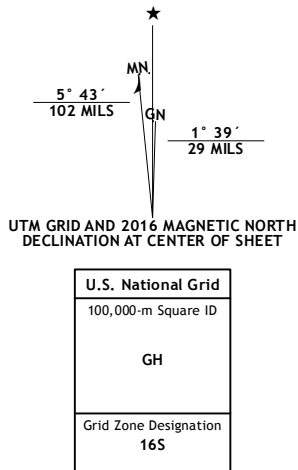 ★
MN.
GN
5° 43´
102 MILS
1° 39´
29 MILS
UTM GRID AND 2016 MAGNETIC NORTH
DECLINATION AT CENTER OF SHEET
U.S. National Grid
100,000-m Square ID
GH
Grid Zone Designation
16S